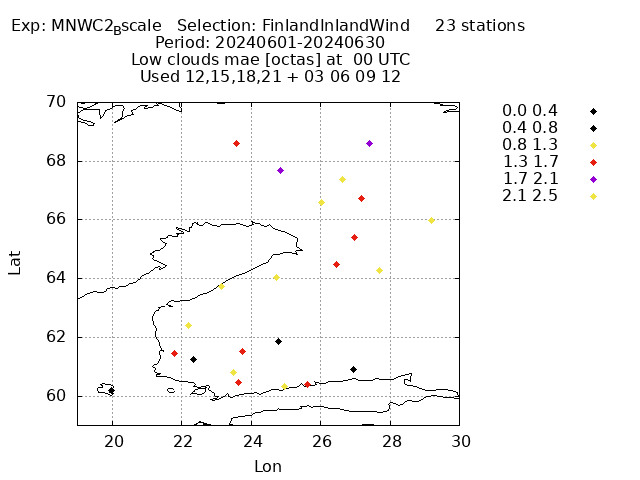 Exp: MNWC2Bscale Selection: FinlandInlandWind 23 stations
Period: 20240601-20240630
Low clouds mae [octas] at 00 UTC
Used 12,15,18,21 + 03 06 09 12
0.0 0.4
0.4 0.8
0.8 1.3
1.3 1.7
1.7 2.1
2.1 2.5
70
68
66
64
62
60
Lat
20 22 24 26 28 30
Lon